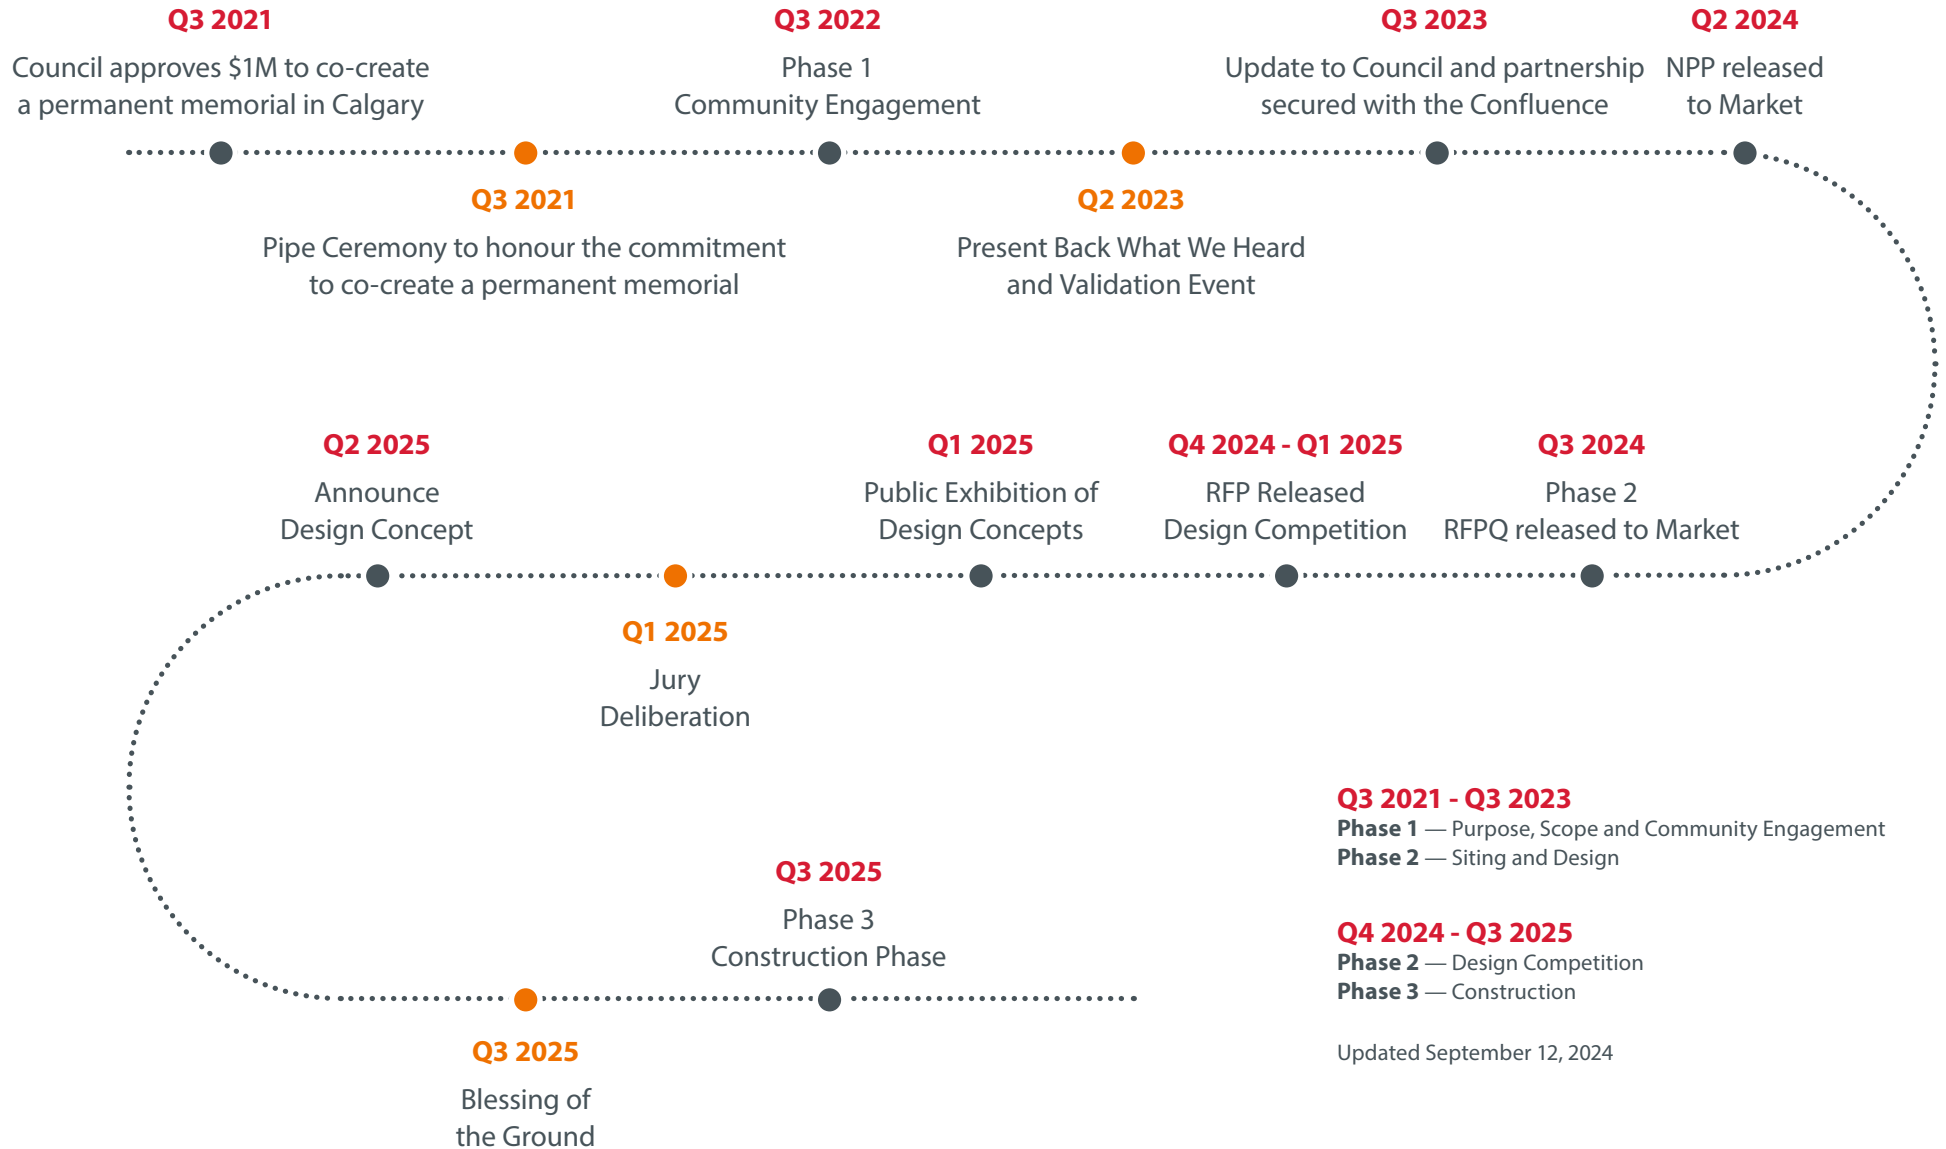 Q3 2021
Council approves $1M to co-create
a permanent memorial in Calgary
Q3 2021
Pipe Ceremony to honour the commitment
to co-create a permanent memorial
Q3 2022
Phase 1
Community Engagement
Q2 2023
Present Back What We Heard
and Validation Event
Q3 2023
Update to Council and partnership
secured with the Confluence
Q2 2024
NPP released
to Market
Q3 2024
Phase 2
RFPQ released to Market
Q4 2024 - Q1 2025
RFP Released
Design Competition
Q1 2025
Public Exhibition of
Design Concepts
Q1 2025
Jury
Deliberation
Q2 2025
Announce
Design Concept
Q3 2025
Blessing of
the Ground
Q3 2025
Phase 3
Construction Phase
Q3 2021 - Q3 2023
Phase 1 — Purpose, Scope and Community Engagement
Phase 2 — Siting and Design
Q4 2024 - Q3 2025
Phase 2 — Design Competition
Phase 3 — Construction
Updated September 12, 2024